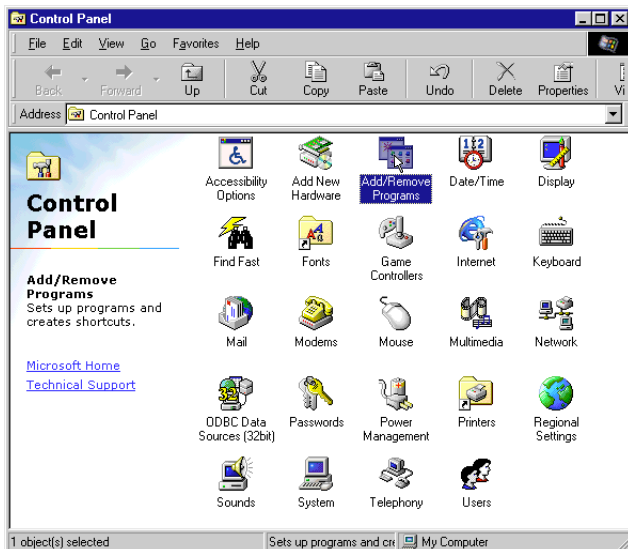 Control Panel
File Edit View Go Favorites Help
Back Forward Up Cut Copy Paste Undo Delete Properties Vi
Address Control Panel
Control
Panel
Add/Remove
Programs
Sets up programs and
creates shortcuts.
Microsoft Home
Technical Support
Accessibility
Options
Add New
Hardware
Add/Remove
Programs
Date/Time
Display
Find Fast
Fonts
Game
Controllers
Internet
Keyboard
Mail
Modems
Mouse
Multimedia
Network
ODBC Data
Sources (32bit)
Passwords
Power
Management
Printers
Regional
Settings
Sounds
System
Telephony
Users
1 object(s) selected Sets up programs and cre My Computer